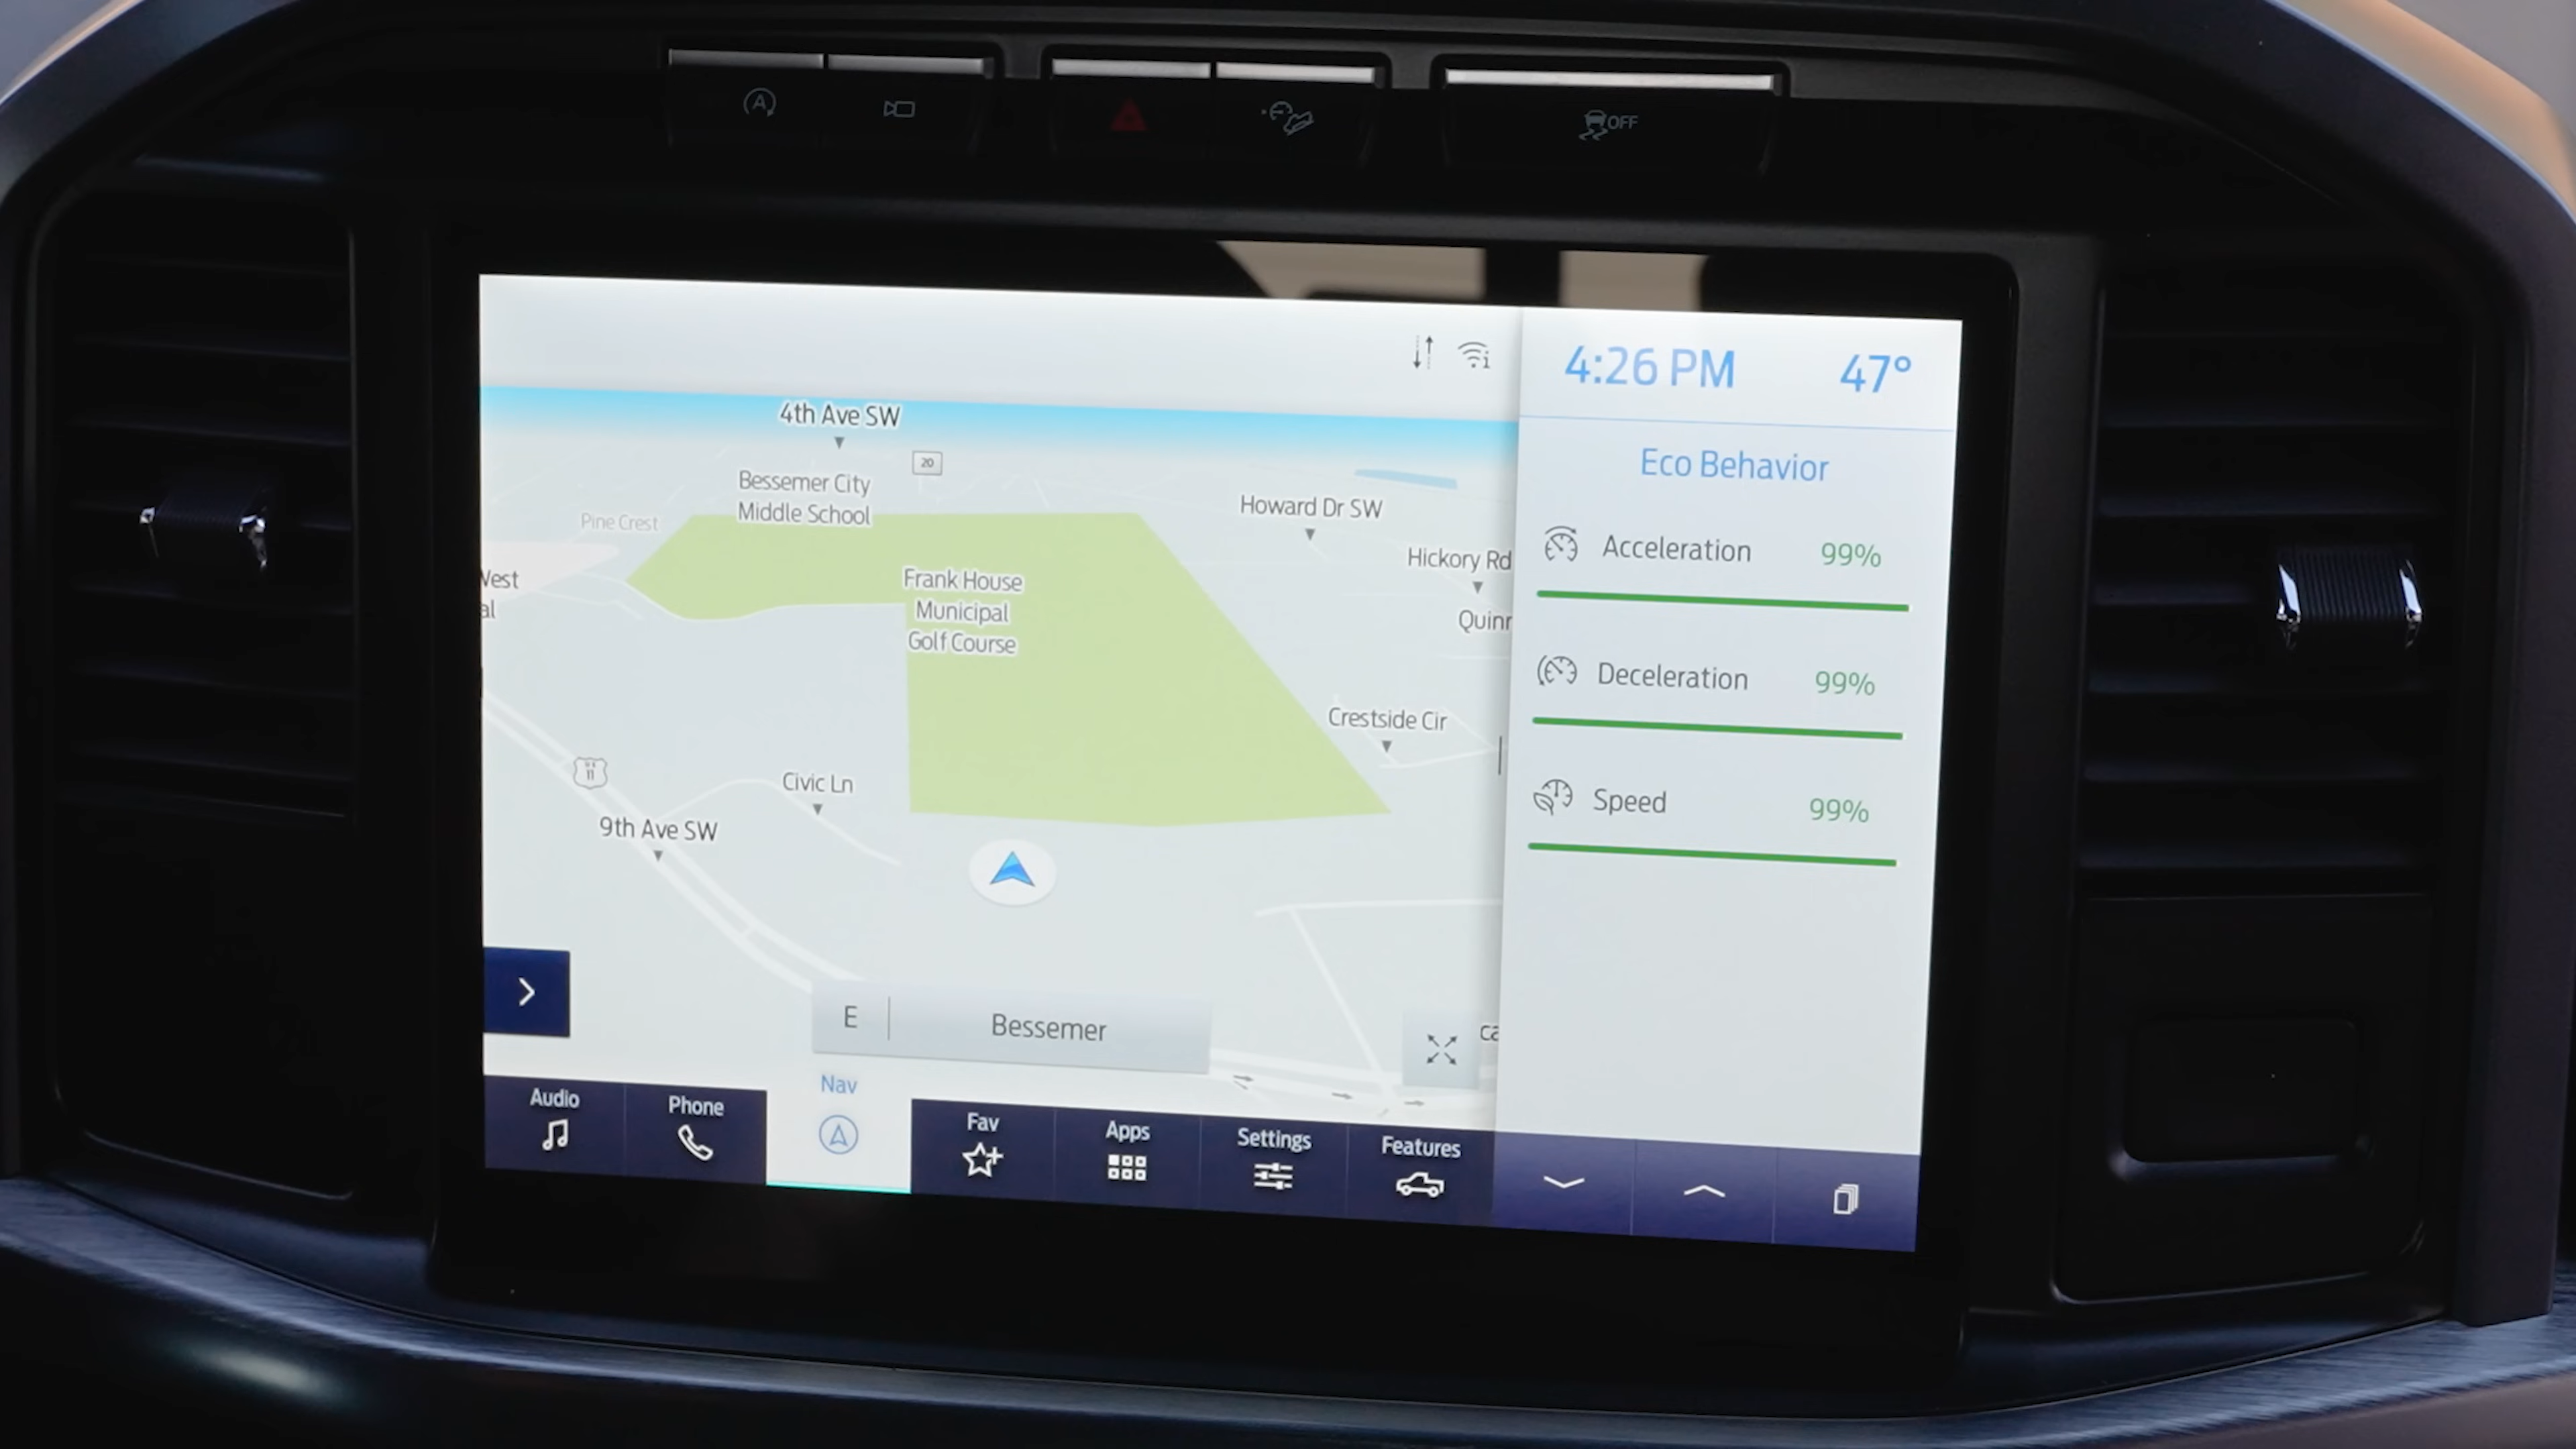 A
OFF
4:26 PM
47°
4th Ave SW
20
Bessemer City
Middle School
Pine Crest
Howard Dr SW
Hickory Rd
Frank House
Municipal
Golf Course
Crestside Cir
11
Civic Ln
9th Ave SW
E
Bessemer
Eco Behavior
Acceleration 99%
Deceleration 99%
Speed 99%
Audio
Phone
Nav
Fav
Apps
Settings
Features